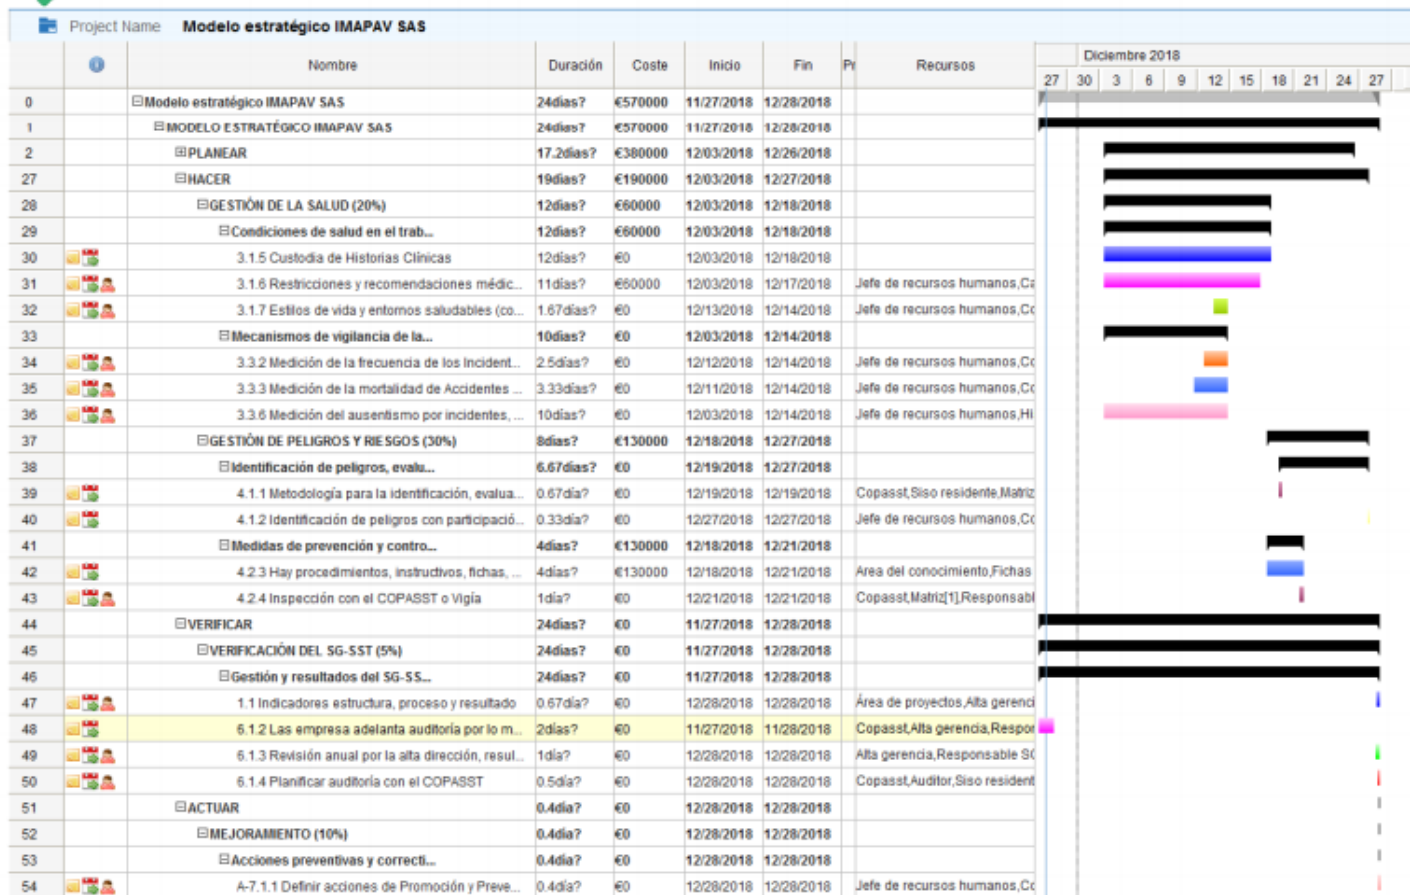 Project Name Modelo estratégico IMAPAV SAS
Nombre Duración Coste Inicio Fin Pr Recursos Diciembre 2018
27 30 3 6 9 12 15 18 21 24 27
0 Modelo estratégico IMAPAV SAS 24días? €570000 11/27/2018 12/28/2018
1 MODELO ESTRATÉGICO IMAPAV SAS 24días? €570000 11/27/2018 12/28/2018
2 PLANEAR 17.2días? €380000 12/03/2018 12/26/2018
27 HACER 19días? €190000 12/03/2018 12/27/2018
28 GESTIÓN DE LA SALUD (20%) 12días? €60000 12/03/2018 12/18/2018
29 Condiciones de salud en el trab... 12días? €60000 12/03/2018 12/18/2018
30 3.1.5 Custodia de Historias Clínicas 12días? €0 12/03/2018 12/18/2018
31 3.1.6 Restricciones y recomendaciones médic... 11días? €60000 12/03/2018 12/17/2018 Jefe de recursos humanos,Ca
32 3.1.7 Estilos de vida y entornos saludables (co... 1.67días? €0 12/13/2018 12/14/2018 Jefe de recursos humanos,Co
33 Mecanismos de vigilancia de la... 10días? €0 12/03/2018 12/14/2018
34 3.3.2 Medición de la frecuencia de los Incident... 2.5días? €0 12/12/2018 12/14/2018 Jefe de recursos humanos,Co
35 3.3.3 Medición de la mortalidad de Accidentes ... 3.33días? €0 12/11/2018 12/14/2018 Jefe de recursos humanos,Co
36 3.3.6 Medición del ausentismo por incidentes, ... 10días? €0 12/03/2018 12/14/2018 Jefe de recursos humanos,Hi
37 GESTIÓN DE PELIGROS Y RIESGOS (30%) 8días? €130000 12/18/2018 12/27/2018
38 Identificación de peligros, evalu... 6.67días? €0 12/19/2018 12/27/2018
39 4.1.1 Metodología para la identificación, evalua... 0.67día? €0 12/19/2018 12/19/2018 Copasst,Siso residente,Matriz
40 4.1.2 Identificación de peligros con participació... 0.33día? €0 12/27/2018 12/27/2018 Jefe de recursos humanos,Co
41 Medidas de prevención y contro... 4días? €130000 12/18/2018 12/21/2018
42 4.2.3 Hay procedimientos, instructivos, fichas, ... 4días? €130000 12/18/2018 12/21/2018 Area del conocimiento,Fichas
43 4.2.4 Inspección con el COPASST o Vigía 1día? €0 12/21/2018 12/21/2018 Copasst,Matriz[1],Responsabl
44 VERIFICAR 24días? €0 11/27/2018 12/28/2018
45 VERIFICACIÓN DEL SG-SST (5%) 24días? €0 11/27/2018 12/28/2018
46 Gestión y resultados del SG-SS... 24días? €0 11/27/2018 12/28/2018
47 1.1 Indicadores estructura, proceso y resultado 0.67día? €0 12/28/2018 12/28/2018 Área de proyectos,Alta gerenci
48 6.1.2 Las empresa adelanta auditoría por lo m... 2días? €0 11/27/2018 11/28/2018 Copasst,Alta gerencia,Respon
49 6.1.3 Revisión anual por la alta dirección, resul... 1día? €0 12/28/2018 12/28/2018 Alta gerencia,Responsable SG
50 6.1.4 Planificar auditoría con el COPASST 0.5día? €0 12/28/2018 12/28/2018 Copasst,Auditor,Siso resident
51 ACTUAR 0.4día? €0 12/28/2018 12/28/2018
52 MEJORAMIENTO (10%) 0.4día? €0 12/28/2018 12/28/2018
53 Acciones preventivas y correcti... 0.4día? €0 12/28/2018 12/28/2018
54 A-7.1.1 Definir acciones de Promoción y Preve... 0.4día? €0 12/28/2018 12/28/2018 Jefe de recursos humanos,Co